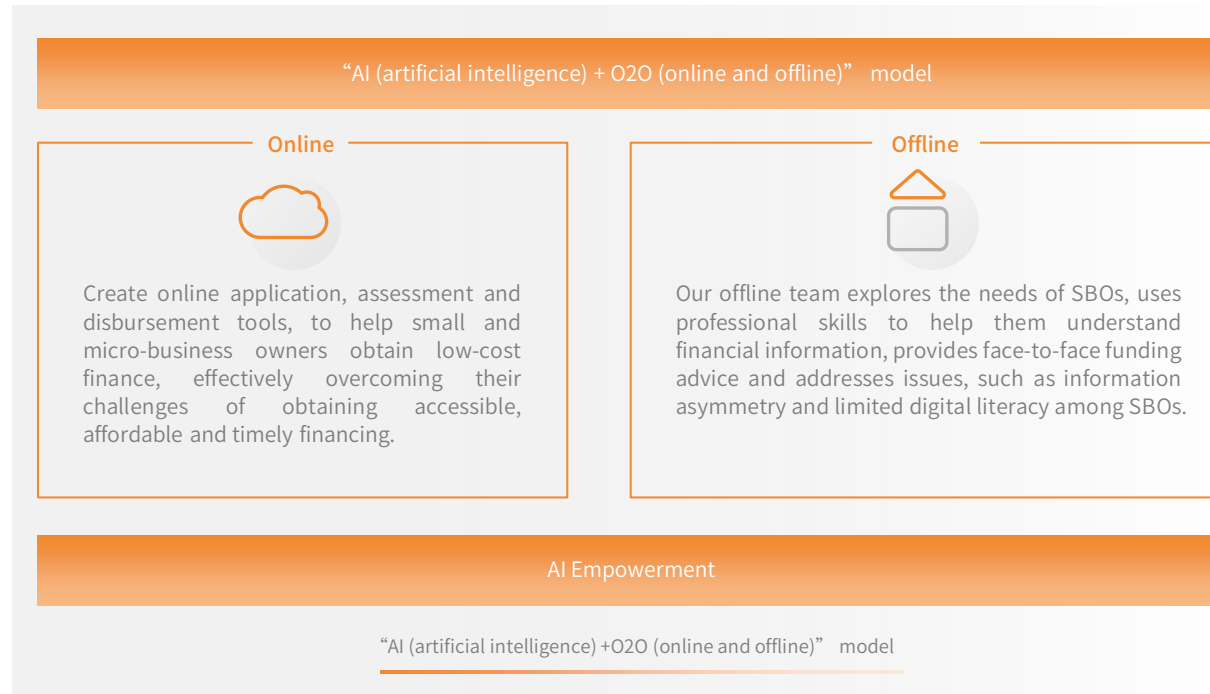 “AI (artificial intelligence) + O2O (online and offline)” model
Online
Create online application, assessment and
disbursement tools, to help small and
micro-business owners obtain low-cost
finance, effectively overcoming their
challenges of obtaining accessible,
affordable and timely financing.
Offline
Our offline team explores the needs of SBOs, uses
professional skills to help them understand
financial information, provides face-to-face funding
advice and addresses issues, such as information
asymmetry and limited digital literacy among SBOs.
AI Empowerment
“AI (artificial intelligence) +O2O (online and offline)” model